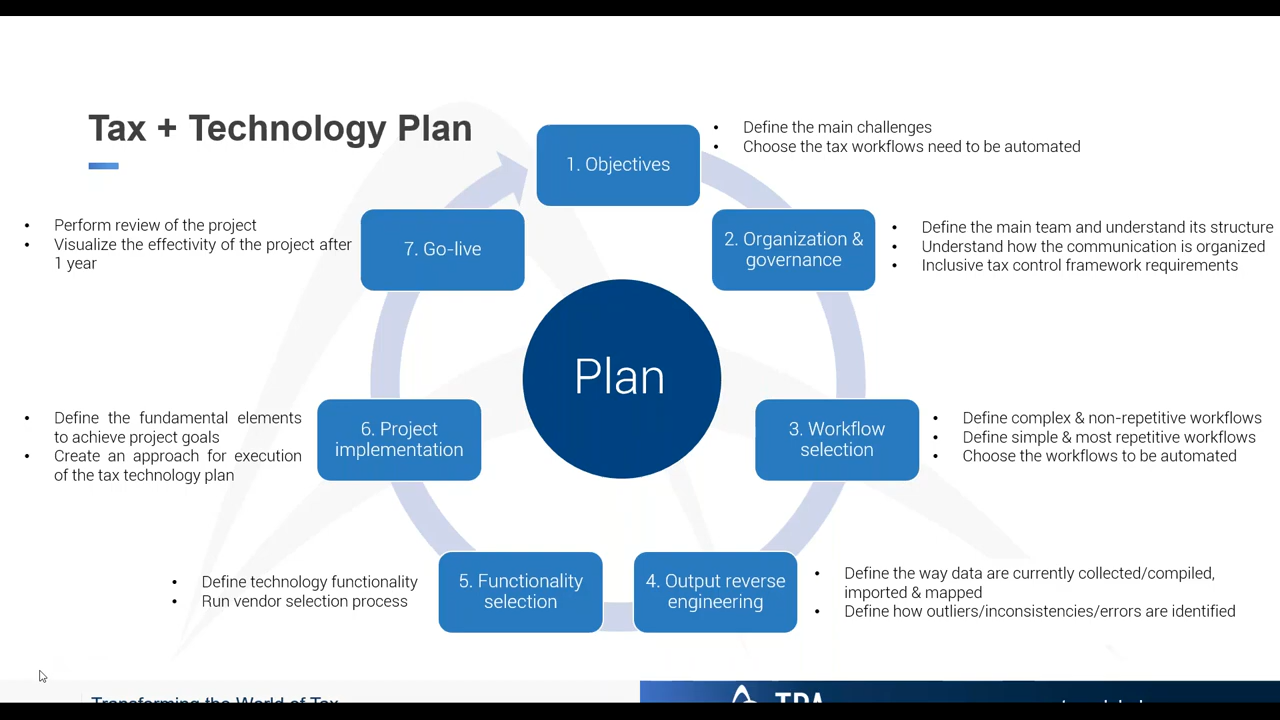 Tax + Technology Plan
1. Objectives
• Define the main challenges
• Choose the tax workflows need to be automated
2. Organization &
governance
• Define the main team and understand its structure
• Understand how the communication is organized
• Inclusive tax control framework requirements
3. Workflow
selection
• Define complex & non-repetitive workflows
• Define simple & most repetitive workflows
• Choose the workflows to be automated
4. Output reverse
engineering
• Define the way data are currently collected/compiled,
imported & mapped
• Define how outliers/inconsistencies/errors are identified
5. Functionality
selection
• Define technology functionality
• Run vendor selection process
6. Project
implementation
• Define the fundamental elements
to achieve project goals
• Create an approach for execution
of the tax technology plan
7. Go-live
• Perform review of the project
• Visualize the effectivity of the project after
1 year
Plan
Transforming the World of Tax
TPA